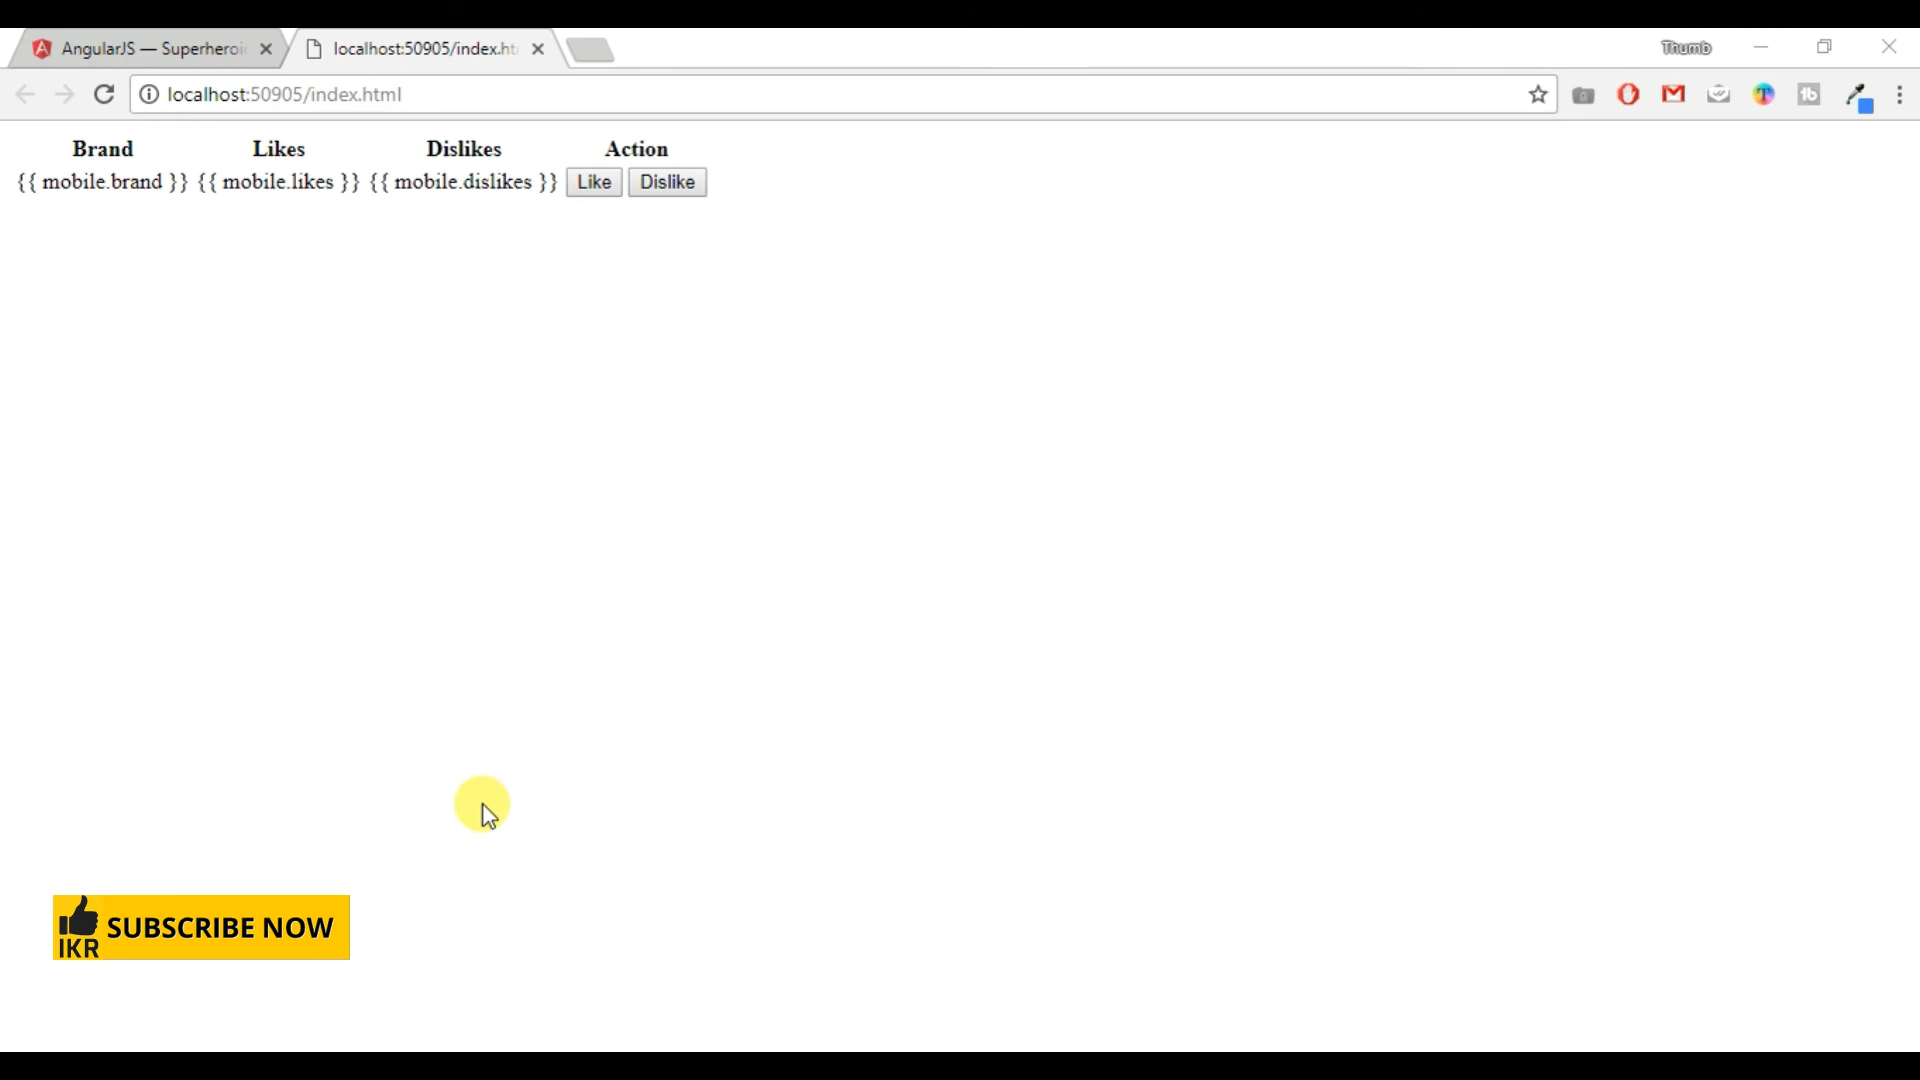 AngularJS — Superheroic
localhost:50905/index.ht
Thumb
localhost:50905/index.html
Brand Likes Dislikes Action
{{ mobile.brand }} {{ mobile.likes }} {{ mobile.dislikes }} Like Dislike
IKR SUBSCRIBE NOW